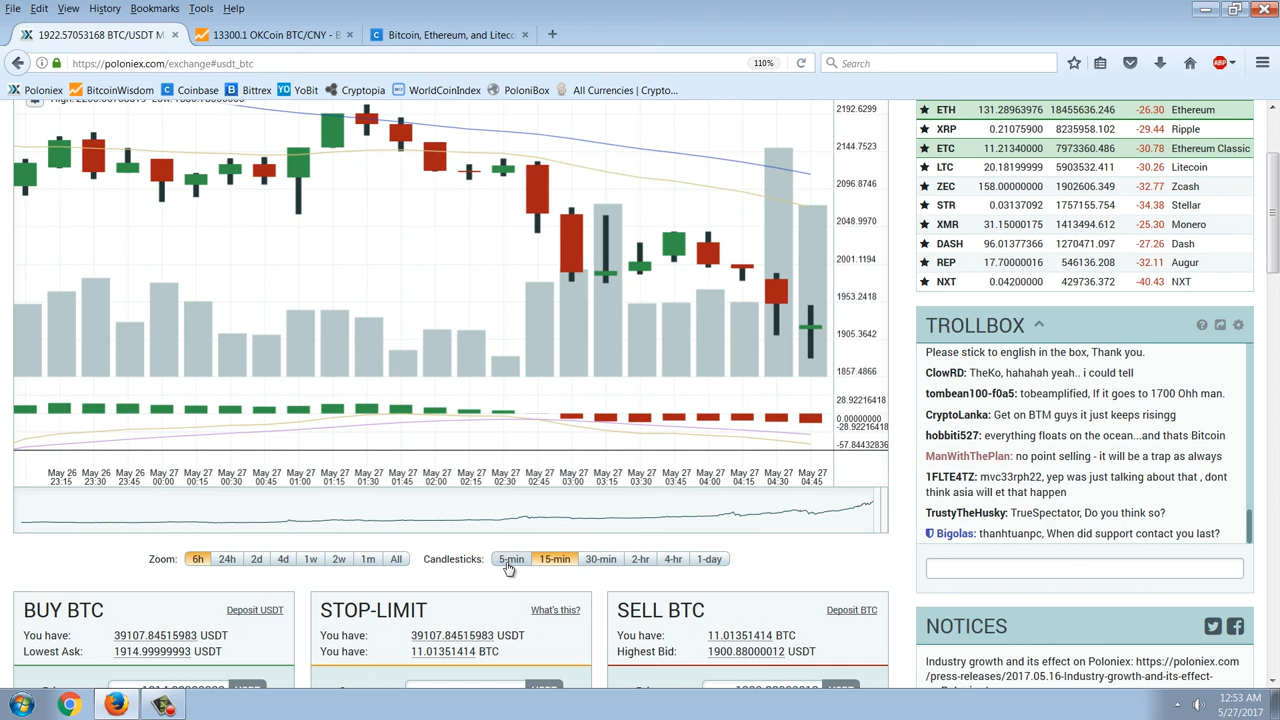 File Edit View History Bookmarks Tools Help
1922.57053168 BTC/USDT M
13300.1 OKCoin BTC/CNY -
Bitcoin, Ethereum, and Liteco
https://poloniex.com/exchange#usdt_btc
110%
Search
Poloniex BitcoinWisdom Coinbase Bittrex YoBit Cryptopia WorldCoinIndex PoloniBox All Currencies | Crypto...
2192.6299
2144.7523
2096.8746
2048.9970
2001.1194
1953.2418
1905.3642
1857.4866
28.92216418
0.00000000
-28.92216418
-57.84432836
May 26 23:15
May 26 23:30
May 26 23:45
May 27 00:00
May 27 00:15
May 27 00:30
May 27 00:45
May 27 01:00
May 27 01:15
May 27 01:30
May 27 01:45
May 27 02:00
May 27 02:15
May 27 02:30
May 27 02:45
May 27 03:00
May 27 03:15
May 27 03:30
May 27 03:45
May 27 04:00
May 27 04:15
May 27 04:30
May 27 04:45
Zoom: 6h 24h 2d 4d 1w 2w 1m All
Candlesticks: 5-min 15-min 30-min 2-hr 4-hr 1-day
BUY BTC Deposit USDT
You have: 39107.84515983 USDT
Lowest Ask: 1914.99999993 USDT
STOP-LIMIT What's this?
You have: 39107.84515983 USDT
You have: 11.01351414 BTC
SELL BTC Deposit BTC
You have: 11.01351414 BTC
Highest Bid: 1900.88000012 USDT
ETH 131.28963976 18455636.246 -26.30 Ethereum
XRP 0.21075900 8235958.102 -29.44 Ripple
ETC 11.21340000 7973360.486 -30.78 Ethereum Classic
LTC 20.18199999 5903532.411 -30.26 Litecoin
ZEC 158.00000000 1902606.349 -32.77 Zcash
STR 0.03137092 1757155.754 -34.38 Stellar
XMR 31.15000175 1413494.612 -25.30 Monero
DASH 96.01377366 1270471.097 -27.26 Dash
REP 17.70000016 546136.208 -32.11 Augur
NXT 0.04200000 429736.372 -40.43 NXT
TROLLBOX
Please stick to english in the box, Thank you.
ClowRD: TheKo, hahahah yeah.. i could tell
tombean100-f0a5: tobeamplified, If it goes to 1700 Ohh man.
CryptoLanka: Get on BTM guys it just keeps risingg
hobbiti527: everything floats on the ocean...and thats Bitcoin
ManWithThePlan: no point selling - it will be a trap as always
1FLTE4TZ: mvc33rph22, yep was just talking about that , dont
think asia will et that happen
TrustyTheHusky: TrueSpectator, Do you think so?
Bigolas: thanhtuanpc, When did support contact you last?
NOTICES
Industry growth and its effect on Poloniex: https://poloniex.com
/press-releases/2017.05.16-Industry-growth-and-its-effect-
12:53 AM
5/27/2017